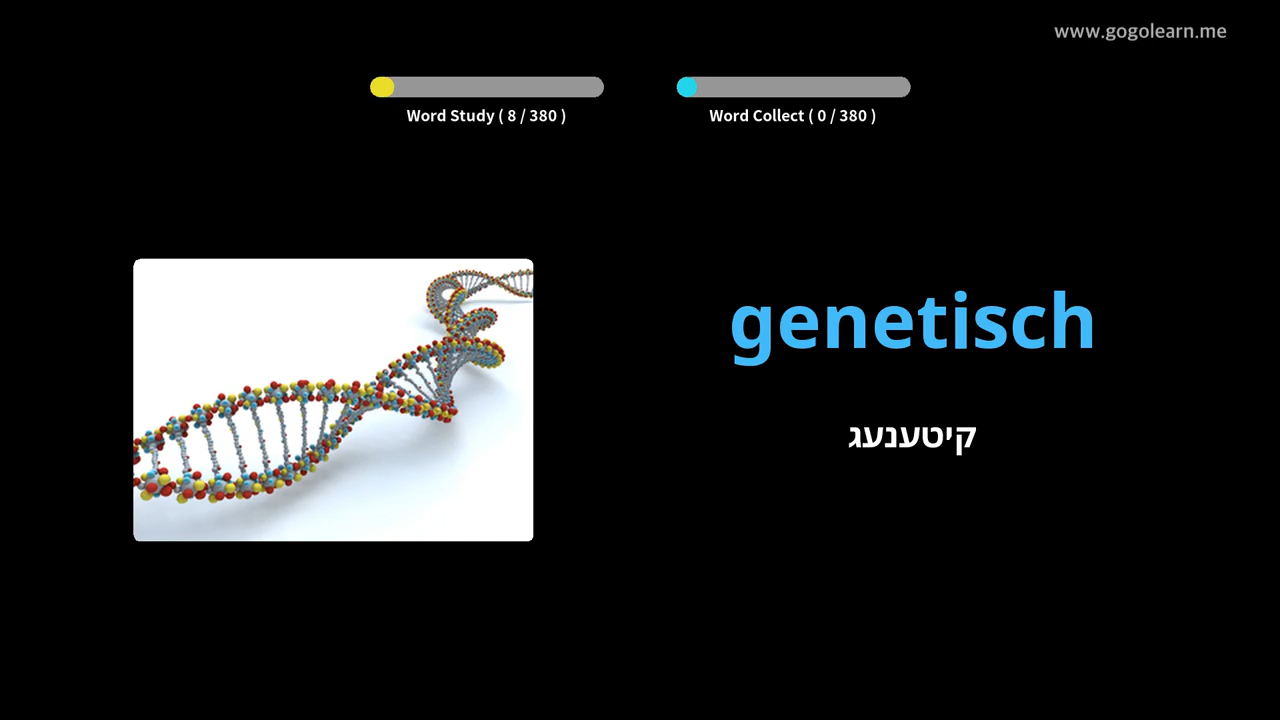 www.gogolearn.me
Word Study ( 8 / 380 )
Word Collect ( 0 / 380 )
genetisch
קיטענעג